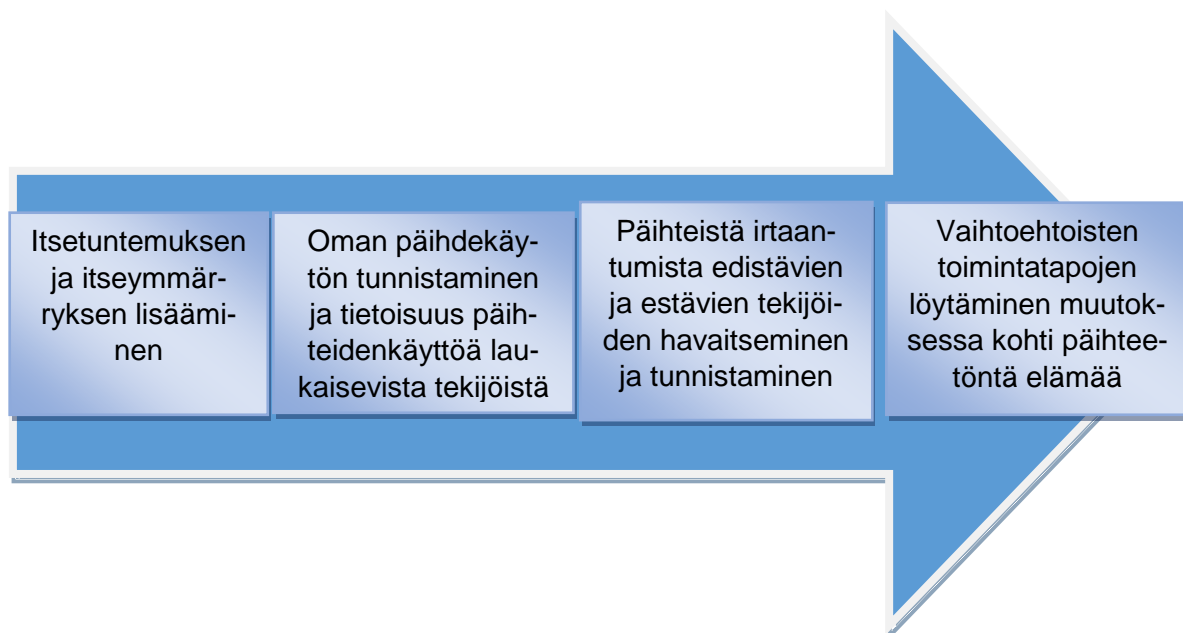 Itsetuntemuksen
ja itseymmär-
ryksen lisäämi-
nen
Oman päihdekäy-
tön tunnistaminen
ja tietoisuus päih-
teidenkäyttöä lau-
kaisevista tekijöistä
Päihteistä irtaan-
tumista edistävien
ja estävien tekijöi-
den havaitseminen
ja tunnistaminen
Vaihtoehtoisten
toimintatapojen
löytäminen muutok-
sessa kohti päihtee-
töntä elämää